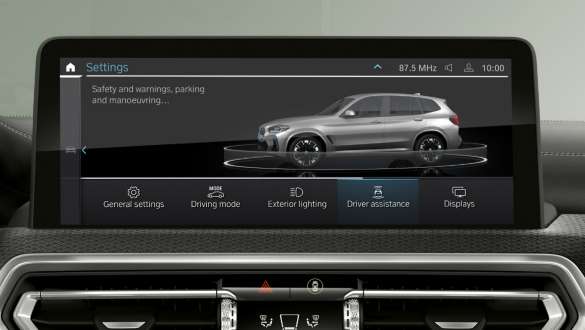 Settings
87.5 MHz
10:00
Safety and warnings, parking
and manoeuvring...
MODE
General settings
Driving mode
Exterior lighting
Driver assistance
Displays